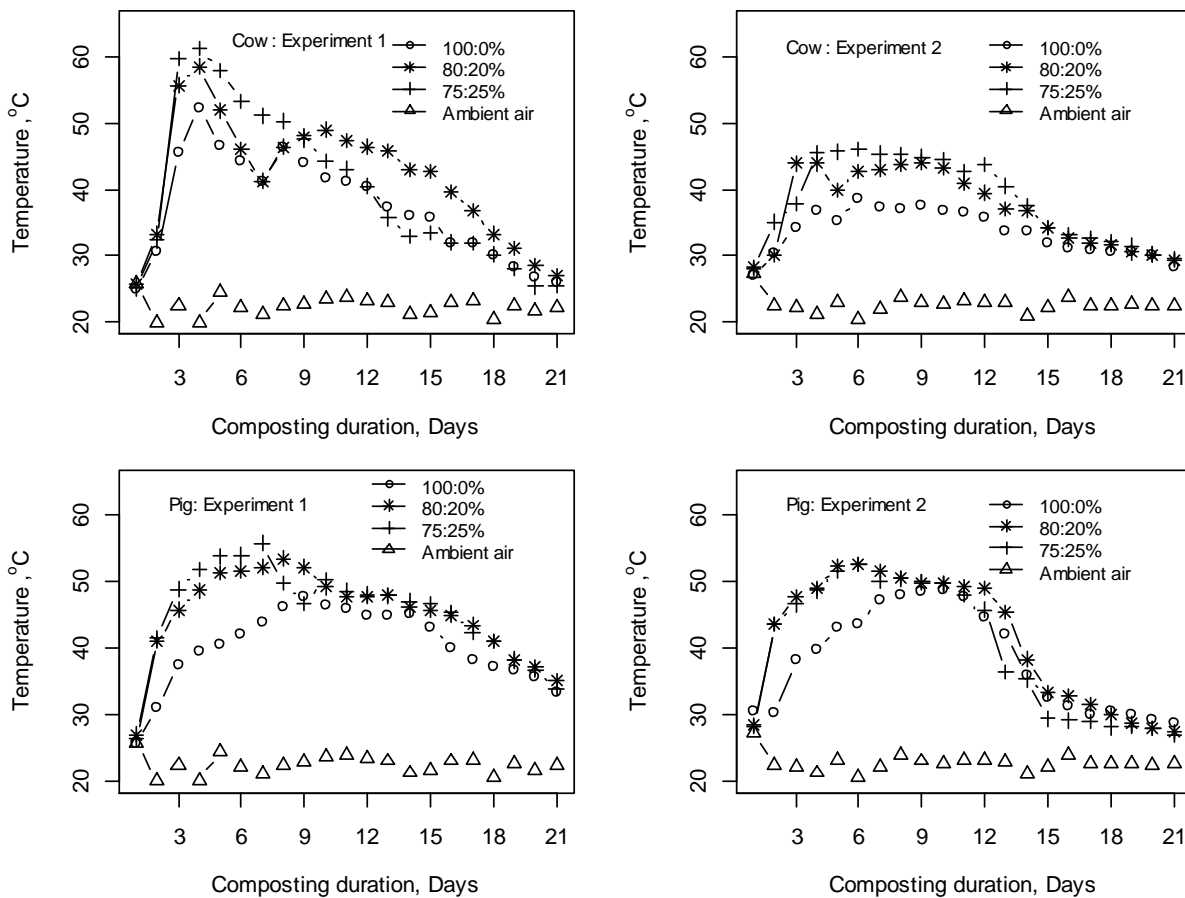 Cow: Experiment 1
100:0%
80:20%
75:25%
Ambient air
Temperature, °C
60
50
40
30
20
3 6 9 12 15 18 21
Composting duration, Days
Cow: Experiment 2
100:0%
80:20%
75:25%
Ambient air
Temperature, °C
60
50
40
30
20
3 6 9 12 15 18 21
Composting duration, Days
Pig: Experiment 1
100:0%
80:20%
75:25%
Ambient air
Temperature, °C
60
50
40
30
20
3 6 9 12 15 18 21
Composting duration, Days
Pig: Experiment 2
100:0%
80:20%
75:25%
Ambient air
Temperature, °C
60
50
40
30
20
3 6 9 12 15 18 21
Composting duration, Days